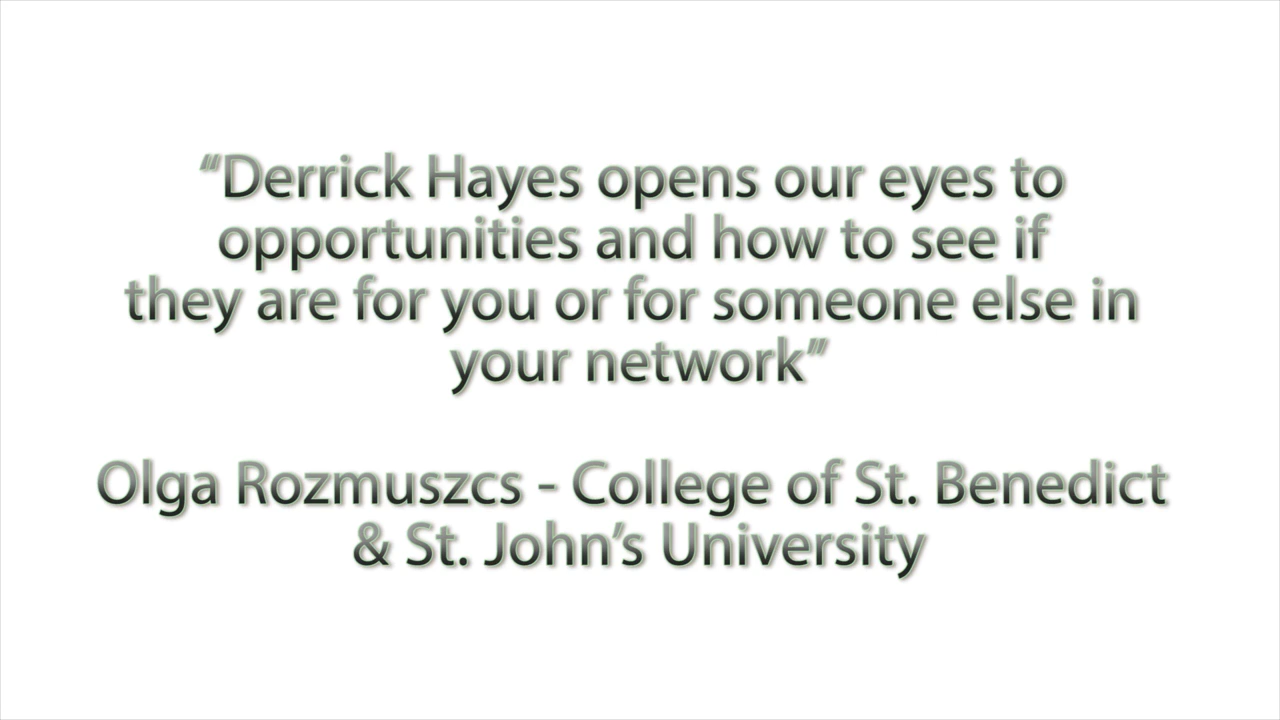 “Derrick Hayes opens our eyes to
opportunities and how to see if
they are for you or for someone else in
your network”
Olga Rozmuszcs - College of St. Benedict
& St. John’s University